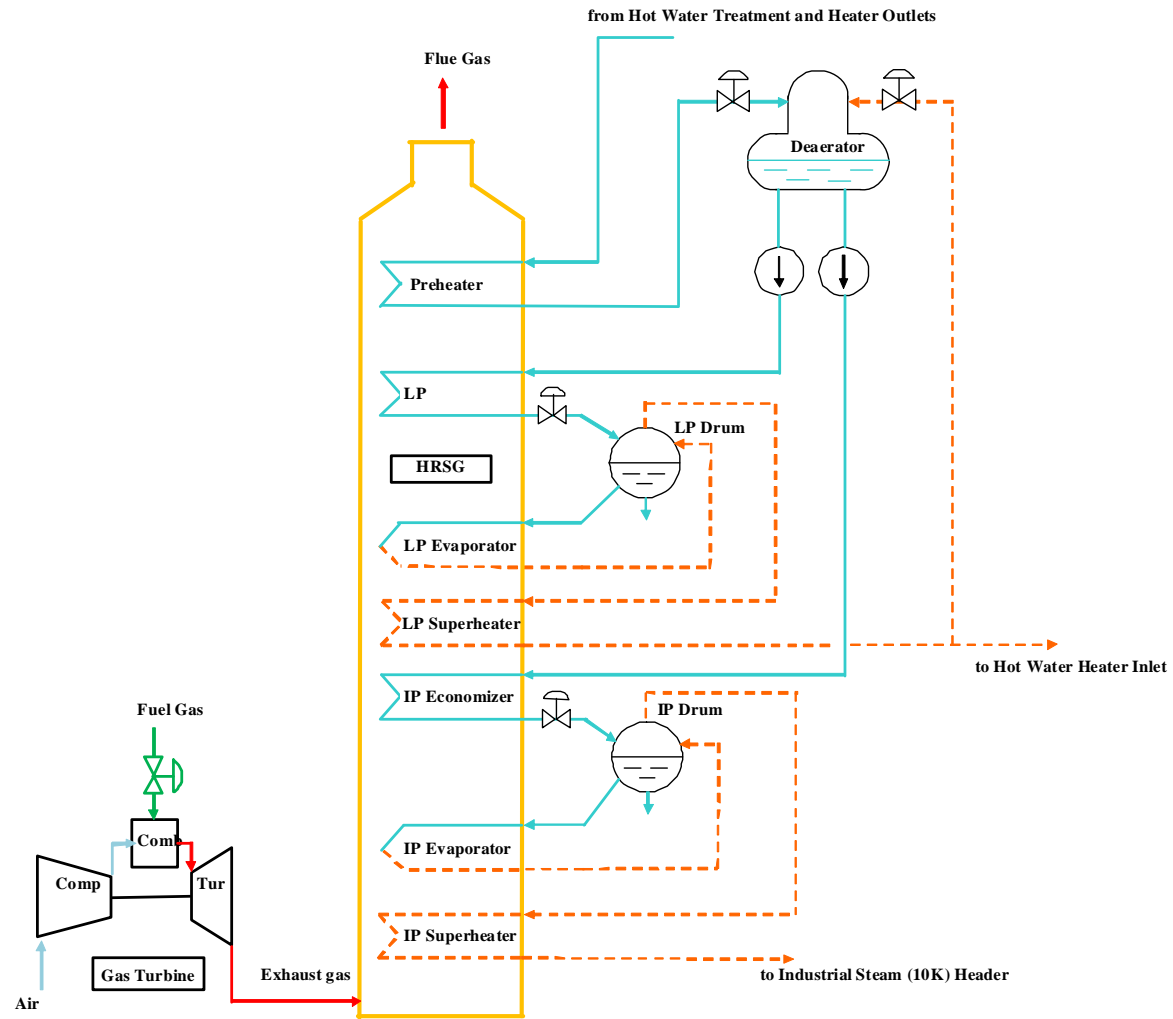 from Hot Water Treatment and Heater Outlets
Flue Gas
Deaerator
Preheater
LP
LP Drum
HRSG
LP Evaporator
LP Superheater
to Hot Water Heater Inlet
IP Economizer
IP Drum
Fuel Gas
Comb
IP Evaporator
Comp
Tur
IP Superheater
Gas Turbine
Exhaust gas
to Industrial Steam (10K) Header
Air